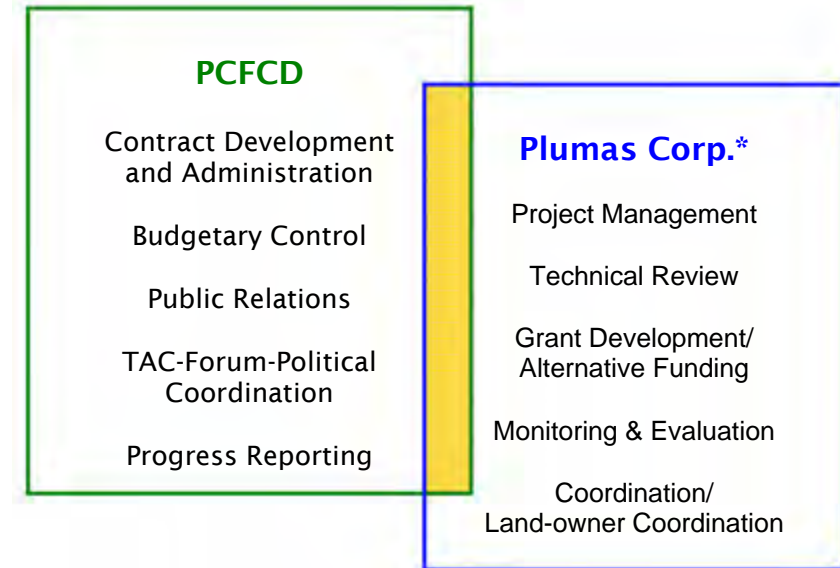 PCFCD
Contract Development
and Administration
Budgetary Control
Public Relations
TAC-Forum-Political
Coordination
Progress Reporting
Plumas Corp.*
Project Management
Technical Review
Grant Development/
Alternative Funding
Monitoring & Evaluation
Coordination/
Land-owner Coordination